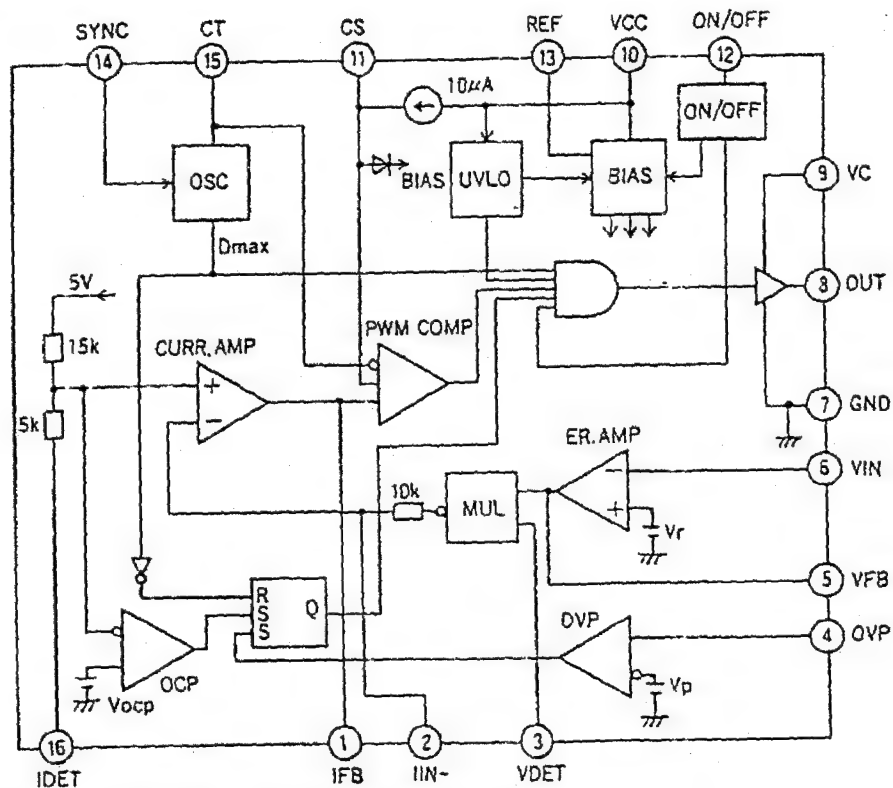 SYNC CT CS REF VCC ON/OFF
14 15 11 13 10 12
10μA
ON/OFF
OSC BIAS UVLO BIAS
9 VC
Dmax
5V
8 OUT
15k
CURR.AMP PWM COMP
+
5k
−
7 GND
ER.AMP
6 VIN
−
10k MUL
+
Vr
5 VFB
R
S Q
S
OVP
4 OVP
Vocp OCP
Vp
16 1 2 3
IDET IFB IIN- VDET